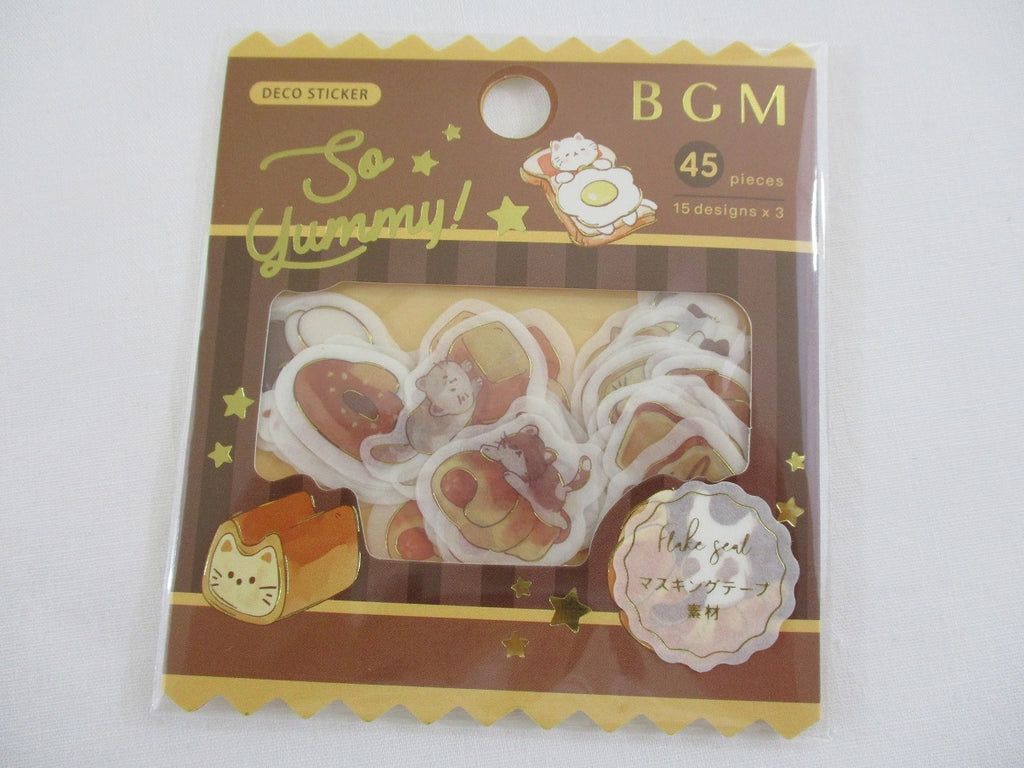 DECO STICKER
BGM
So
Yummy!
45
pieces
15 designs x 3
Flake seal
マスキングテープ
素材